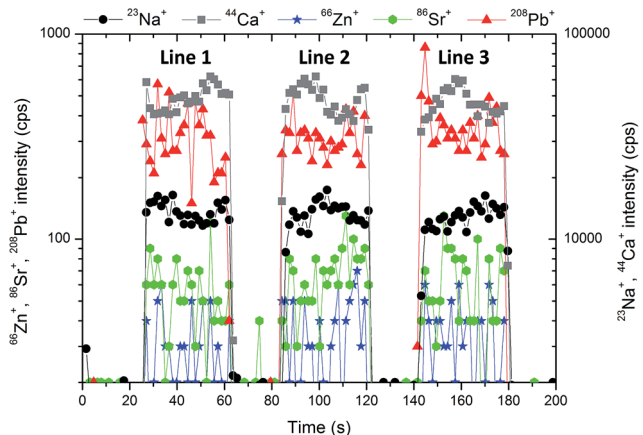 ²³Na⁺ ⁴⁴Ca⁺ ⁶⁶Zn⁺ ⁸⁶Sr⁺ ²⁰⁸Pb⁺
Line 1 Line 2 Line 3
1000
100
100000
10000
⁶⁶Zn⁺, ⁸⁶Sr⁺, ²⁰⁸Pb⁺ intensity (cps)
²³Na⁺, ⁴⁴Ca⁺ intensity (cps)
0 20 40 60 80 100 120 140 160 180 200
Time (s)